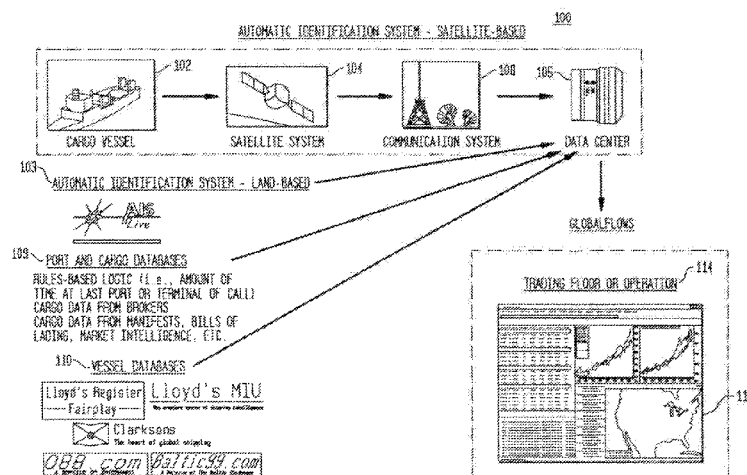 100
AUTOMATIC IDENTIFICATION SYSTEM - SATELLITE-BASED
102
104
108
106
CARGO VESSEL
SATELLITE SYSTEM
COMMUNICATION SYSTEM
DATA CENTER
103
AUTOMATIC IDENTIFICATION SYSTEM - LAND-BASED
Live
GLOBALFLOWS
109
PORT AND CARGO DATABASES
RULES-BASED LOGIC (i.e., AMOUNT OF
TIME AT LAST PORT OR TERMINAL OF CALL)
CARGO DATA FROM BROKERS
CARGO DATA FROM MANIFESTS, BILLS OF
LADING, MARKET INTELLIGENCE, ETC.
TRADING FLOOR OR OPERATION
114
110
VESSEL DATABASES
Lloyd's Register
Fairplay
Lloyd's MIU
Clarksons
The heart of global shipping
11
Baltic99.com